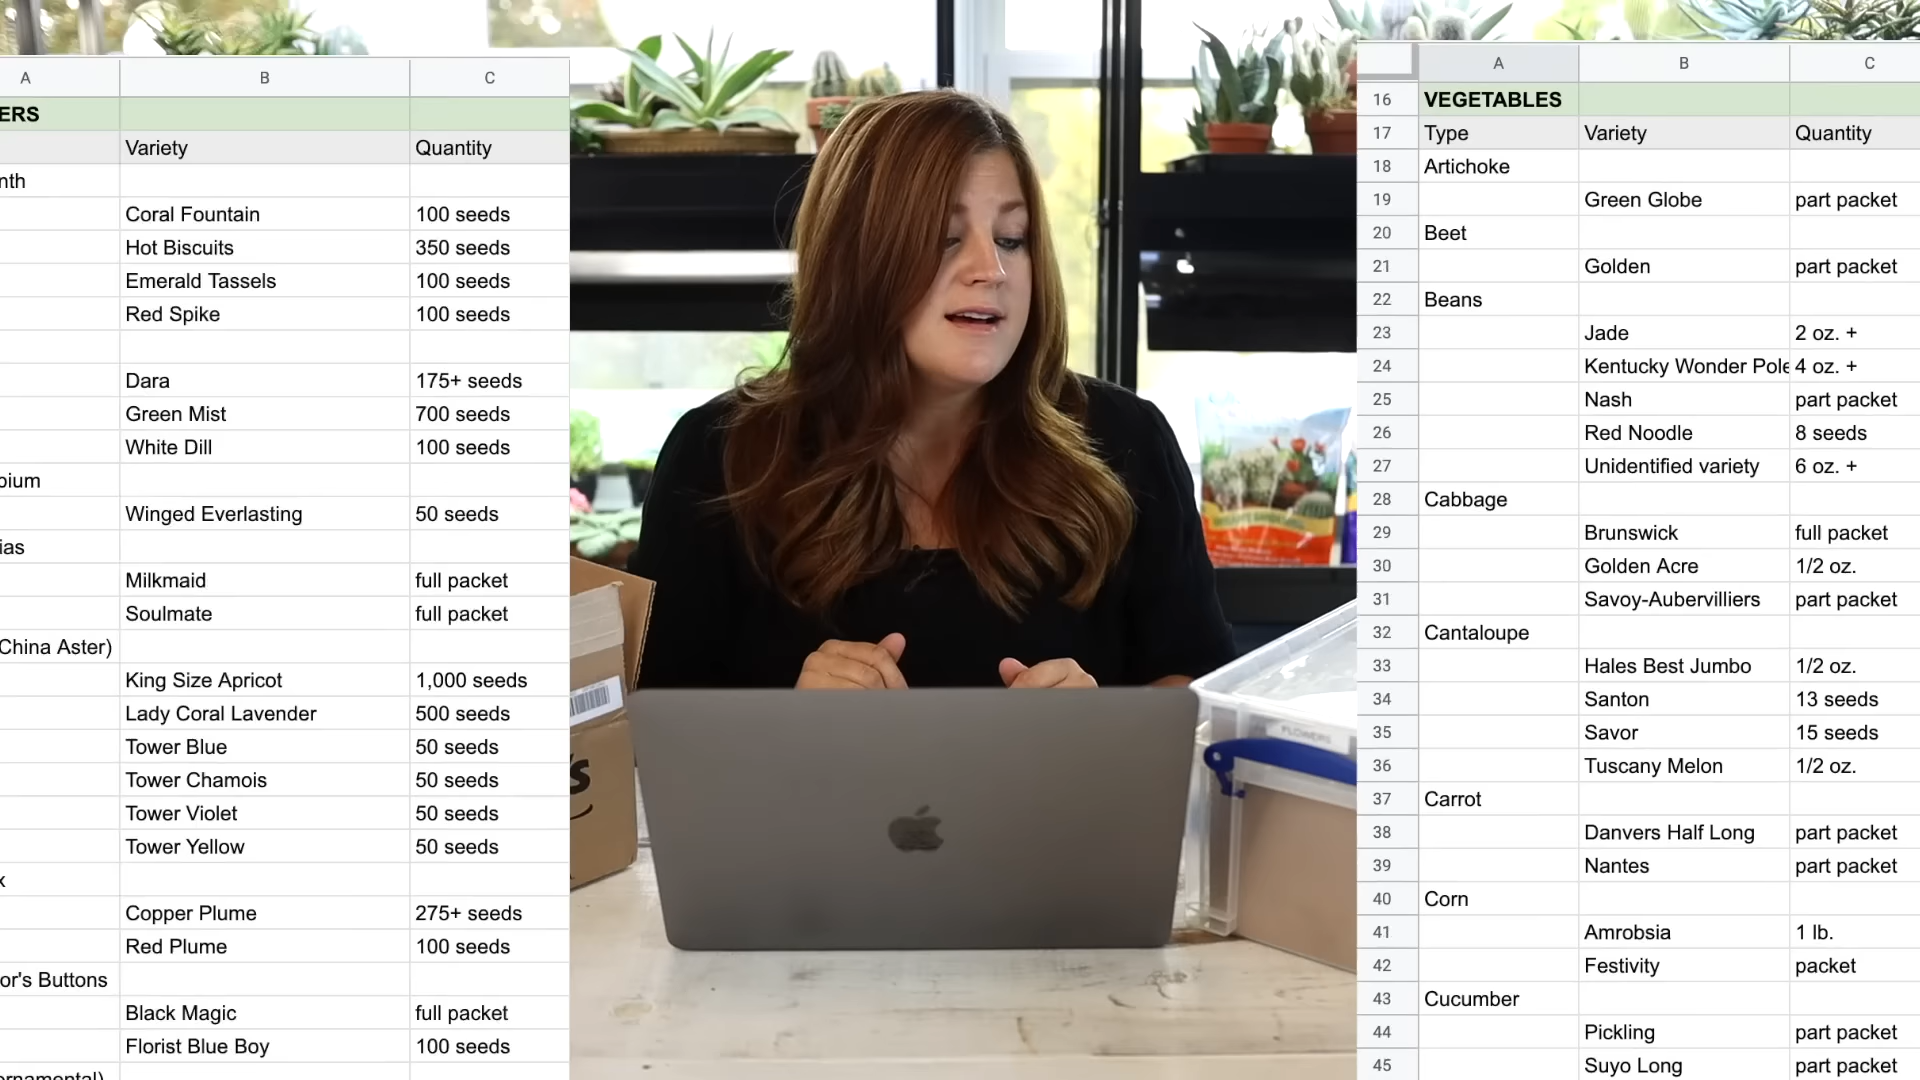 A B C
ERS
Variety Quantity
nth
Coral Fountain 100 seeds
Hot Biscuits 350 seeds
Emerald Tassels 100 seeds
Red Spike 100 seeds
Dara 175+ seeds
Green Mist 700 seeds
White Dill 100 seeds
bium
Winged Everlasting 50 seeds
ias
Milkmaid full packet
Soulmate full packet
China Aster)
King Size Apricot 1,000 seeds
Lady Coral Lavender 500 seeds
Tower Blue 50 seeds
Tower Chamois 50 seeds
Tower Violet 50 seeds
Tower Yellow 50 seeds
x
Copper Plume 275+ seeds
Red Plume 100 seeds
or's Buttons
Black Magic full packet
Florist Blue Boy 100 seeds
ornamental)
's
FLOWERS
A B C
16 VEGETABLES
17 Type Variety Quantity
18 Artichoke
19 Green Globe part packet
20 Beet
21 Golden part packet
22 Beans
23 Jade 2 oz. +
24 Kentucky Wonder Pole 4 oz. +
25 Nash part packet
26 Red Noodle 8 seeds
27 Unidentified variety 6 oz. +
28 Cabbage
29 Brunswick full packet
30 Golden Acre 1/2 oz.
31 Savoy-Aubervilliers part packet
32 Cantaloupe
33 Hales Best Jumbo 1/2 oz.
34 Santon 13 seeds
35 Savor 15 seeds
36 Tuscany Melon 1/2 oz.
37 Carrot
38 Danvers Half Long part packet
39 Nantes part packet
40 Corn
41 Amrobsia 1 lb.
42 Festivity packet
43 Cucumber
44 Pickling part packet
45 Suyo Long part packet